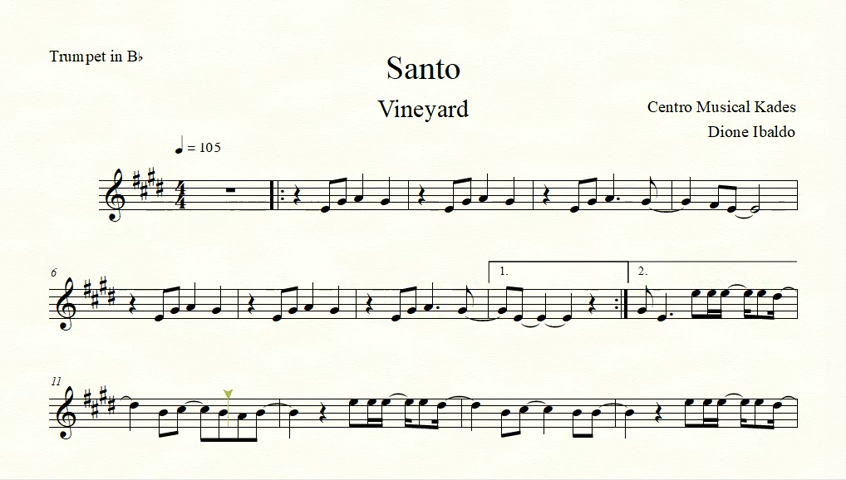 Trumpet in B♭
Santo
Vineyard
Centro Musical Kades
Dione Ibaldo
= 105
4
4
6
1.
2.
11